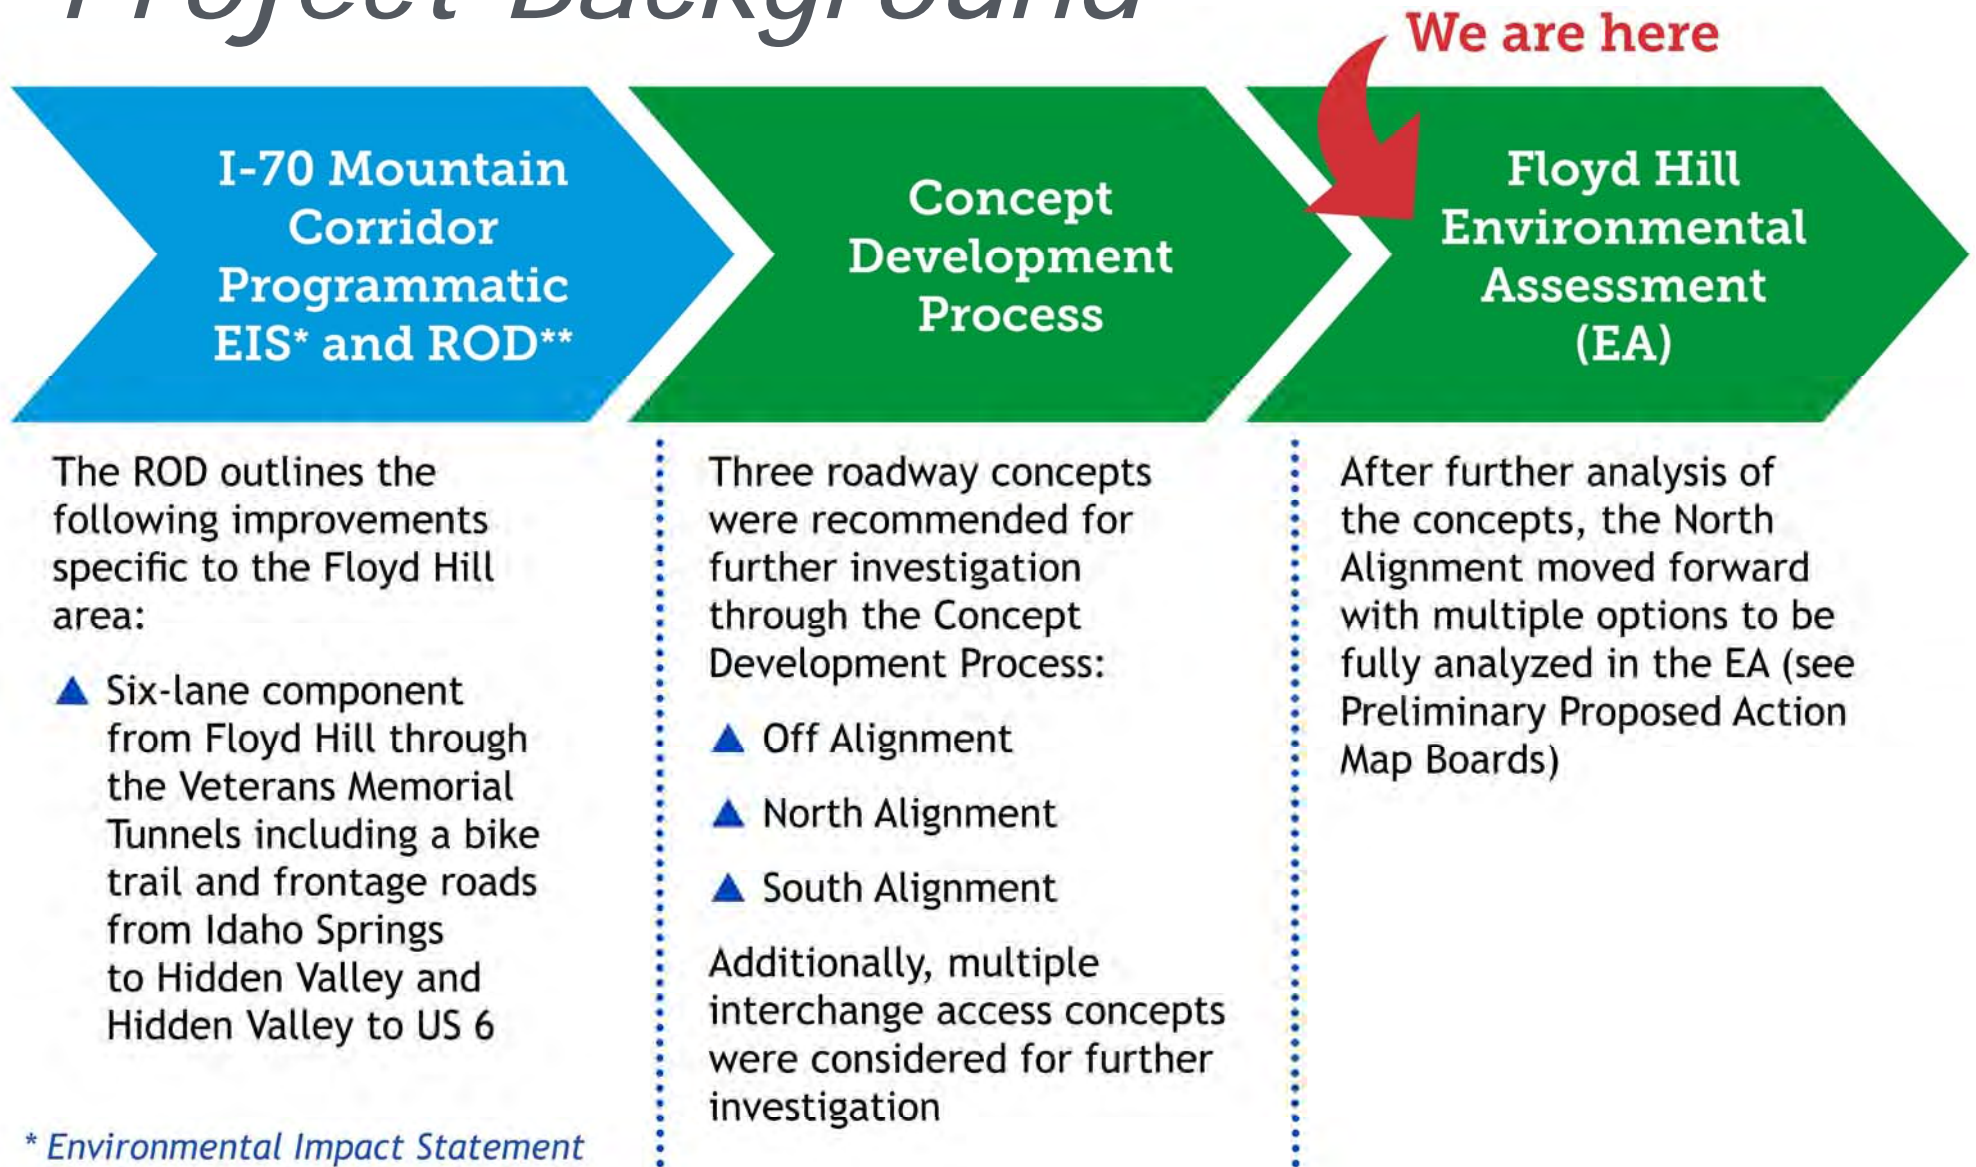 Project Background
We are here
I-70 Mountain
Corridor
Programmatic
EIS* and ROD**
Concept
Development
Process
Floyd Hill
Environmental
Assessment
(EA)
The ROD outlines the
following improvements
specific to the Floyd Hill
area:
▲ Six-lane component
from Floyd Hill through
the Veterans Memorial
Tunnels including a bike
trail and frontage roads
from Idaho Springs
to Hidden Valley and
Hidden Valley to US 6
* Environmental Impact Statement
Three roadway concepts
were recommended for
further investigation
through the Concept
Development Process:
▲ Off Alignment
▲ North Alignment
▲ South Alignment
Additionally, multiple
interchange access concepts
were considered for further
investigation
After further analysis of
the concepts, the North
Alignment moved forward
with multiple options to be
fully analyzed in the EA (see
Preliminary Proposed Action
Map Boards)